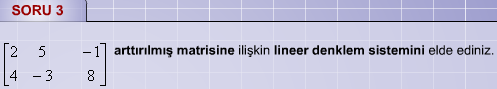 SORU 3
[2 5 -1] arttırılmış matrisine ilişkin lineer denklem sistemini elde ediniz.
[4 -3 8]